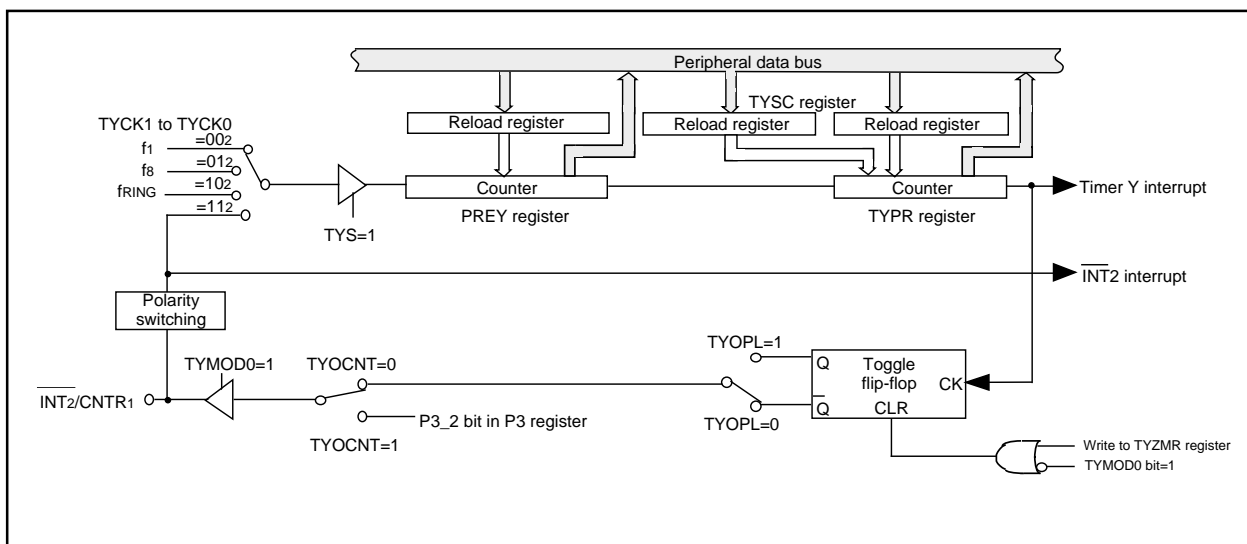 Peripheral data bus
TYSC register
TYCK1 to TYCK0
Reload register
Reload register
Reload register
f1
=002
f8
=012
fRING
=102
=112
Counter
Counter
Timer Y interrupt
PREY register
TYPR register
TYS=1
INT2 interrupt
Polarity
switching
TYMOD0=1
TYOCNT=0
TYOPL=1
Q
Toggle
flip-flop
CK
INT2/CNTR1
Q
CLR
P3_2 bit in P3 register
TYOPL=0
TYOCNT=1
Write to TYZMR register
TYMOD0 bit=1